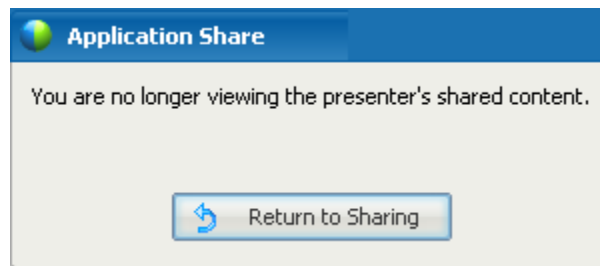 Application Share
You are no longer viewing the presenter's shared content.
Return to Sharing